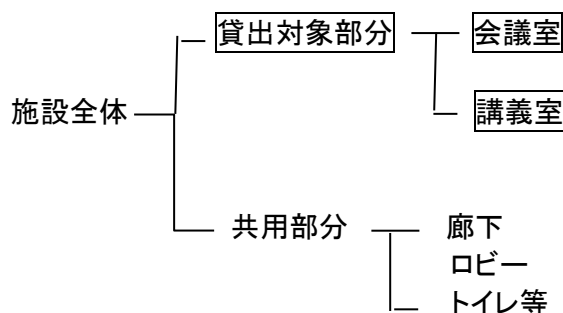 貸出対象部分
会議室
施設全体
講義室
共用部分
廊下
ロビー
トイレ等